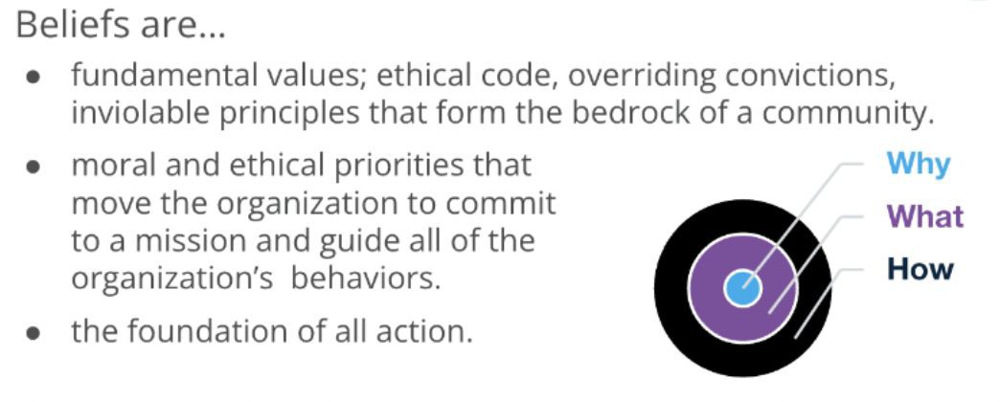 Beliefs are...
• fundamental values; ethical code, overriding convictions,
inviolable principles that form the bedrock of a community.
• moral and ethical priorities that
move the organization to commit
to a mission and guide all of the
organization’s  behaviors.
• the foundation of all action.
Why
What
How